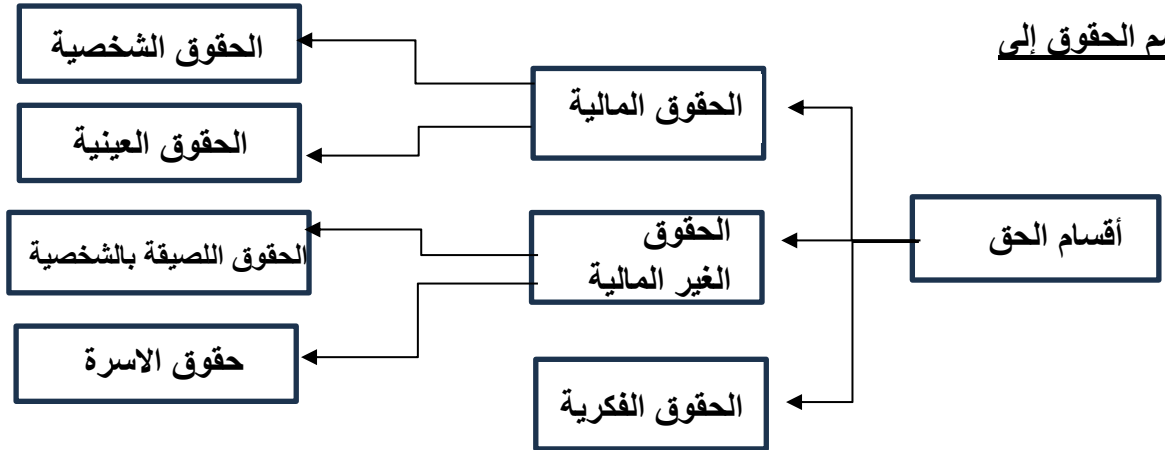 م الحقوق إلى
أقسام الحق
الحقوق المالية
الحقوق الشخصية
الحقوق العينية
الحقوق
الغير المالية
الحقوق اللصيقة بالشخصية
حقوق الاسرة
الحقوق الفكرية